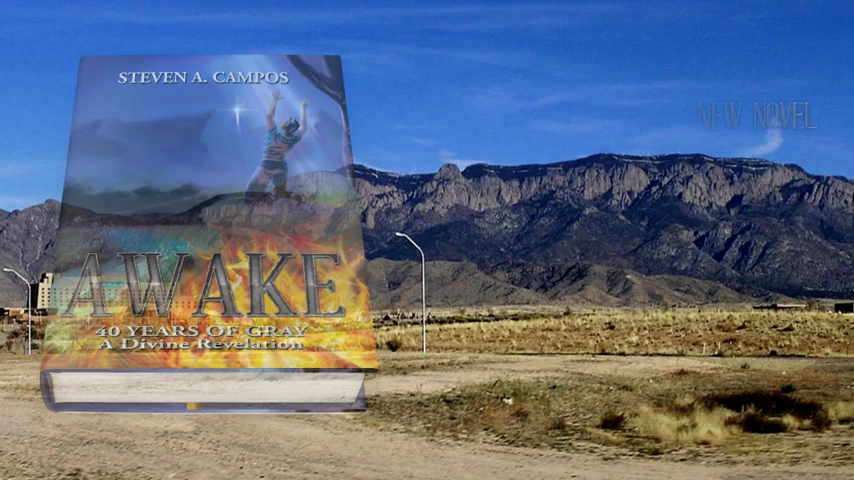 STEVEN A. CAMPOS
NEW NOVEL
AWAKE
40 YEARS OF GRAY
A Divine Revelation